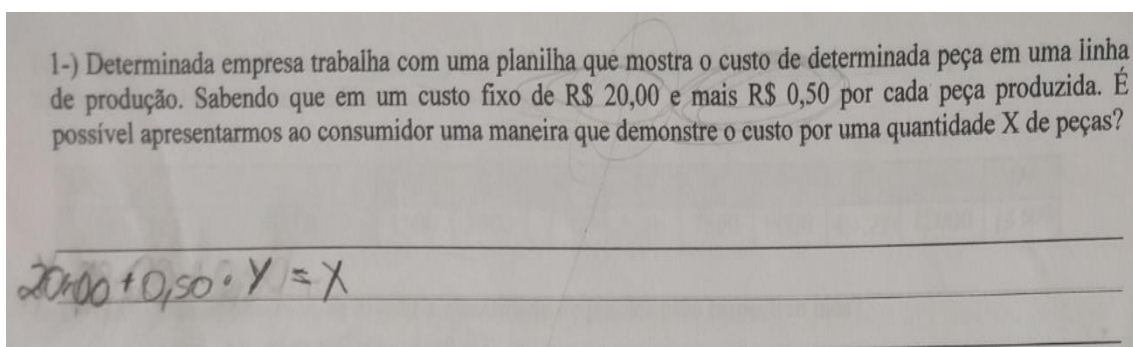 1-) Determinada empresa trabalha com uma planilha que mostra o custo de determinada peça em uma linha
de produção. Sabendo que em um custo fixo de R$ 20,00 e mais R$ 0,50 por cada peça produzida. É
possível apresentarmos ao consumidor uma maneira que demonstre o custo por uma quantidade X de peças?
20,00 + 0,50 • Y = X